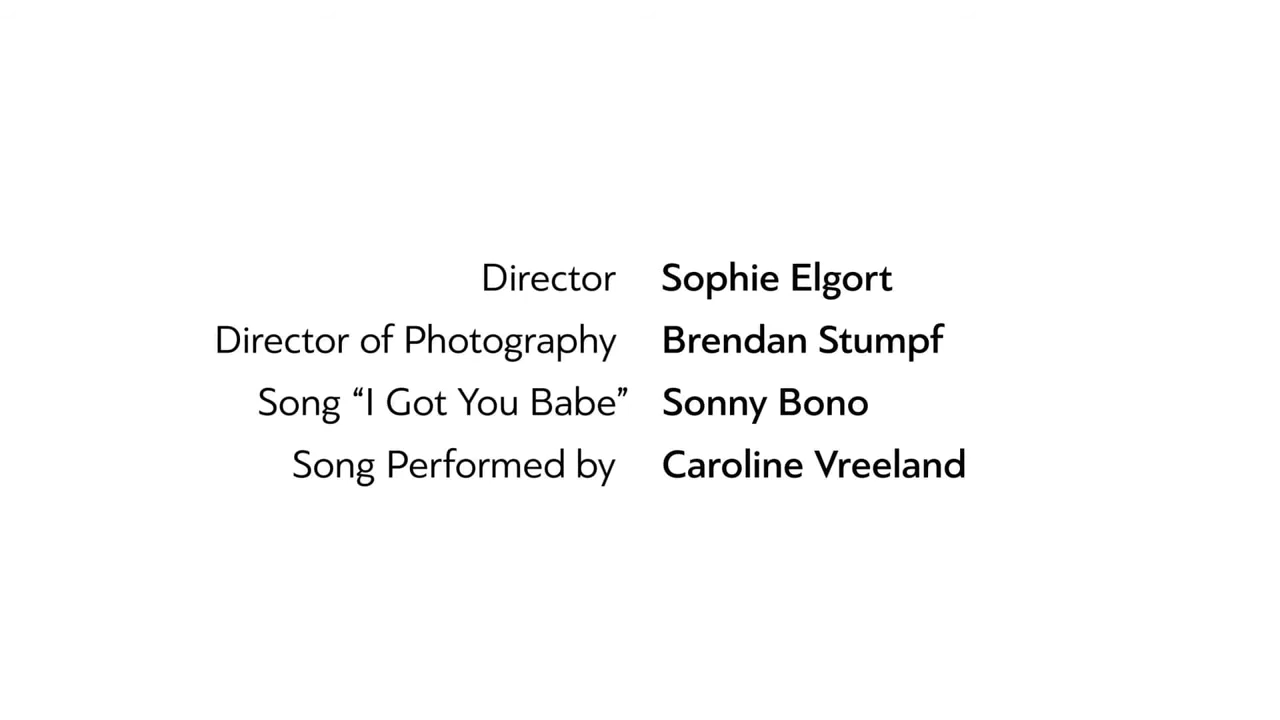 Director Sophie Elgort
Director of Photography Brendan Stumpf
Song “I Got You Babe” Sonny Bono
Song Performed by Caroline Vreeland